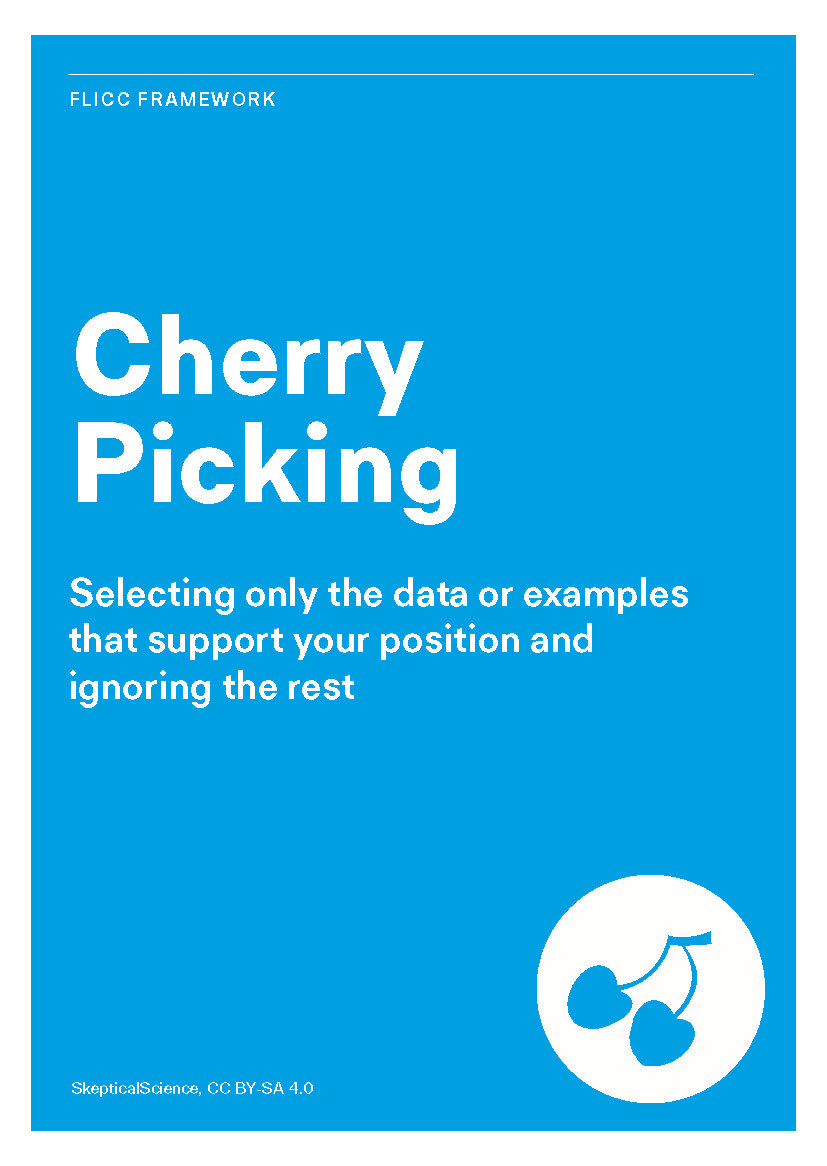 FLICC FRAMEWORK
Cherry
Picking
Selecting only the data or examples
that support your position and
ignoring the rest
SkepticalScience, CC BY-SA 4.0